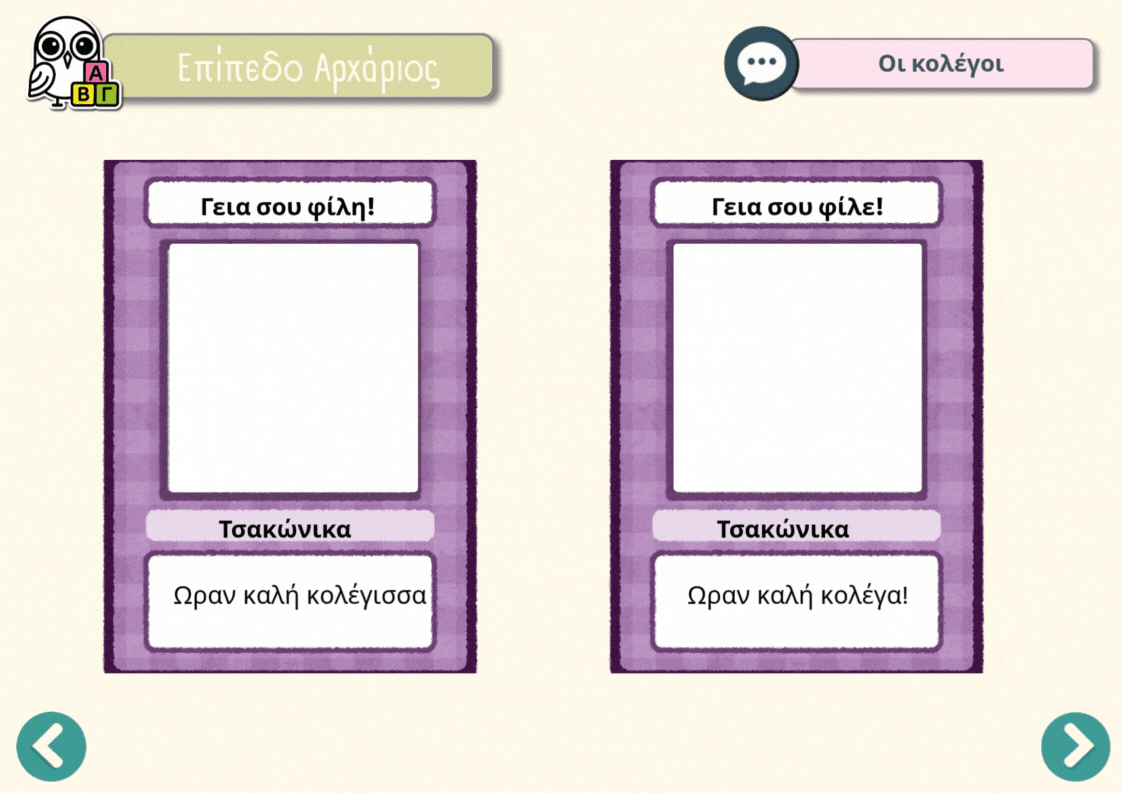 Επίπεδο Αρχάριος
Α
Β Γ
Οι κολέγοι
Γεια σου φίλη!
Τσακώνικα
Ωραν καλή κολέγισσα
Γεια σου φίλε!
Τσακώνικα
Ωραν καλή κολέγα!